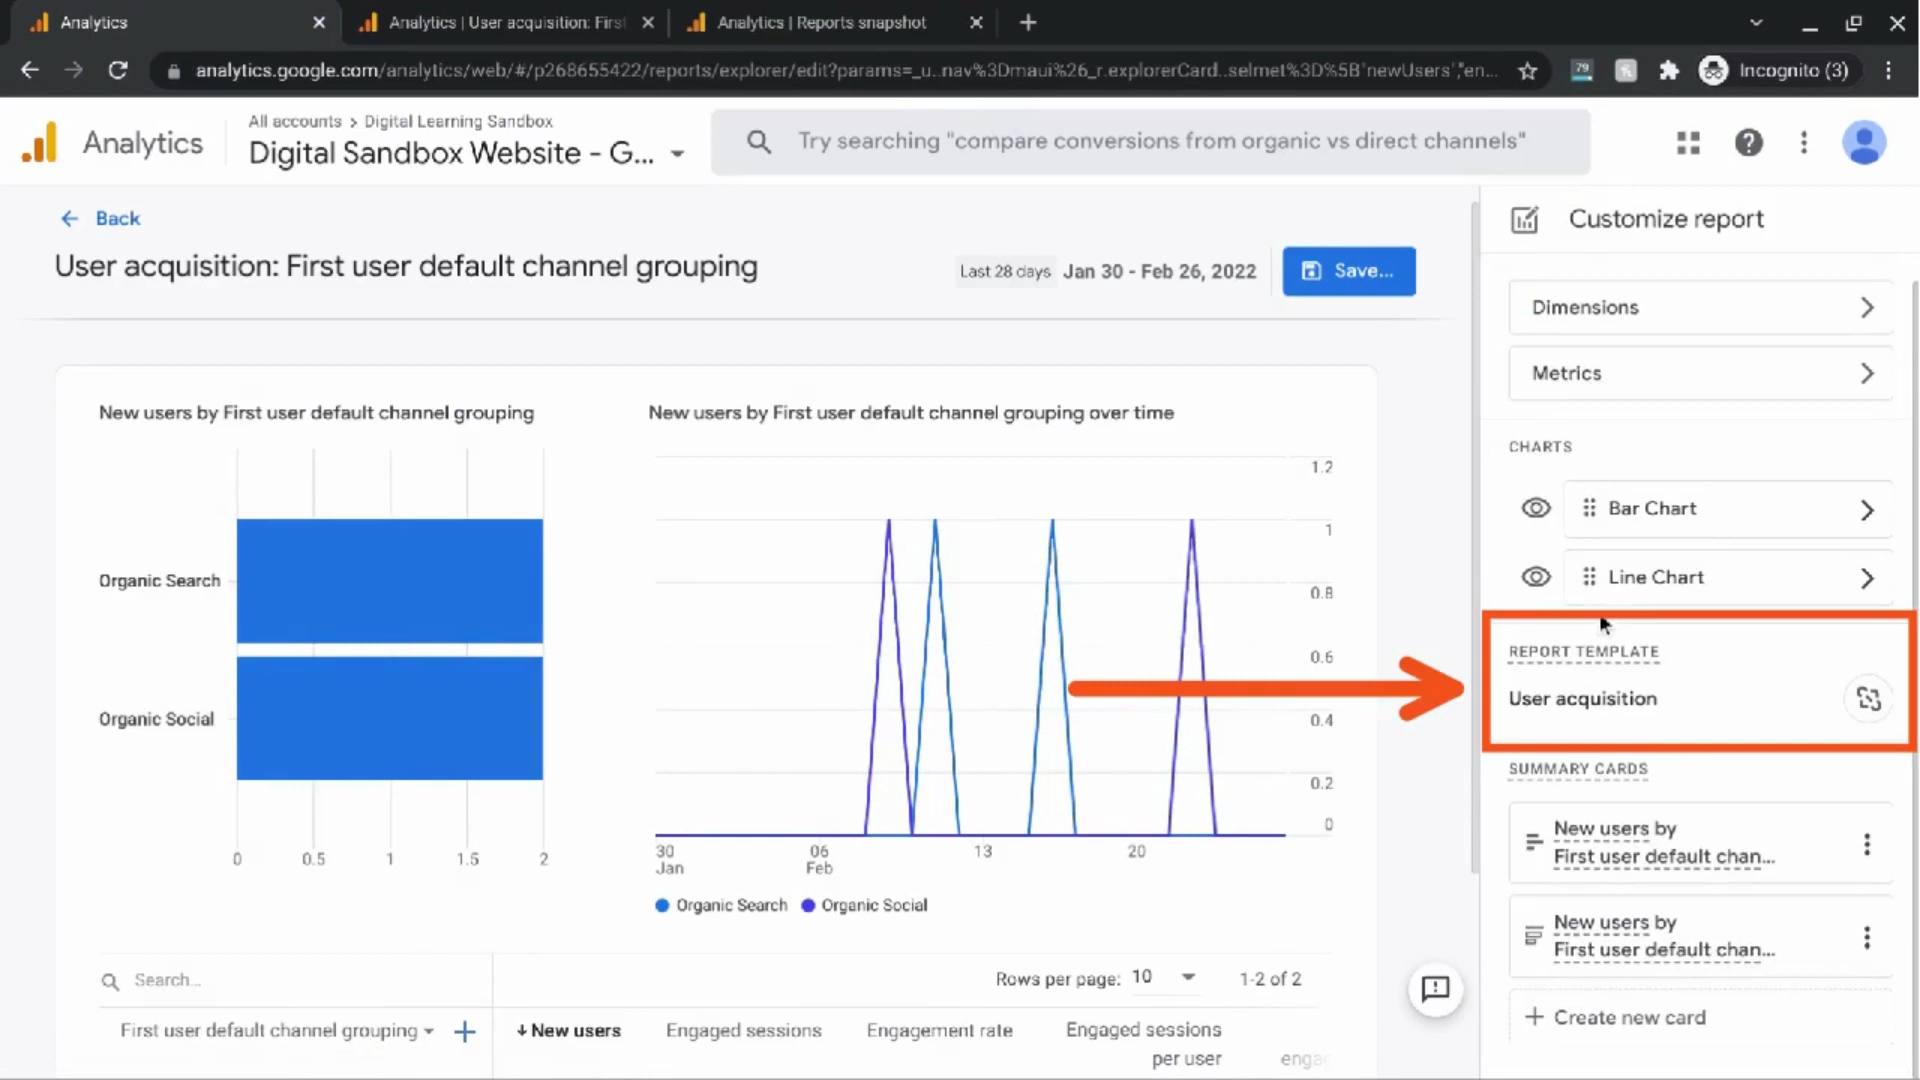 Analytics
Analytics | User acquisition: First
Analytics | Reports snapshot
analytics.google.com/analytics/web/#/p268655422/reports/explorer/edit?params=_u..nav%3Dmaui%26_r.explorerCard..selmet%3D%5B"newUsers","en...
79
Incognito (3)
Analytics
All accounts > Digital Learning Sandbox
Digital Sandbox Website - G...
Try searching "compare conversions from organic vs direct channels"
Back
User acquisition: First user default channel grouping
Last 28 days
Jan 30 - Feb 26, 2022
Save...
Customize report
Dimensions
Metrics
CHARTS
Bar Chart
Line Chart
REPORT TEMPLATE
User acquisition
SUMMARY CARDS
New users by
First user default chan...
New users by
First user default chan...
+ Create new card
New users by First user default channel grouping
Organic Search
Organic Social
0 0.5 1 1.5 2
New users by First user default channel grouping over time
1.2
1
0.8
0.6
0.4
0.2
0
30
Jan
06
Feb
13
20
Organic Search
Organic Social
Search...
Rows per page: 10
1-2 of 2
First user default channel grouping
New users
Engaged sessions
Engagement rate
Engaged sessions
per user
enga